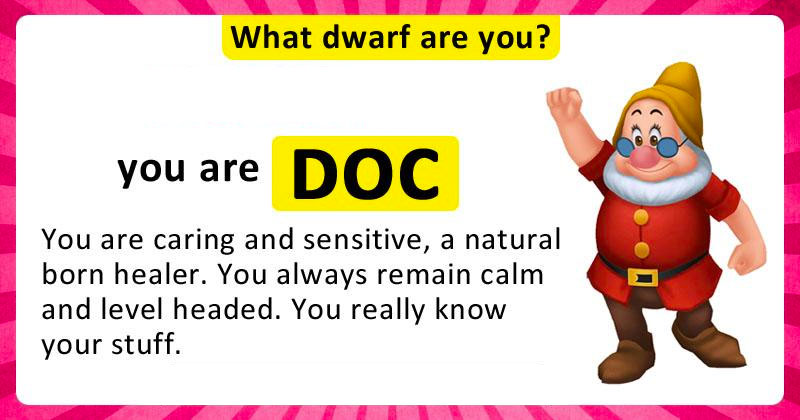 What dwarf are you?
you are DOC
You are caring and sensitive, a natural
born healer. You always remain calm
and level headed. You really know
your stuff.